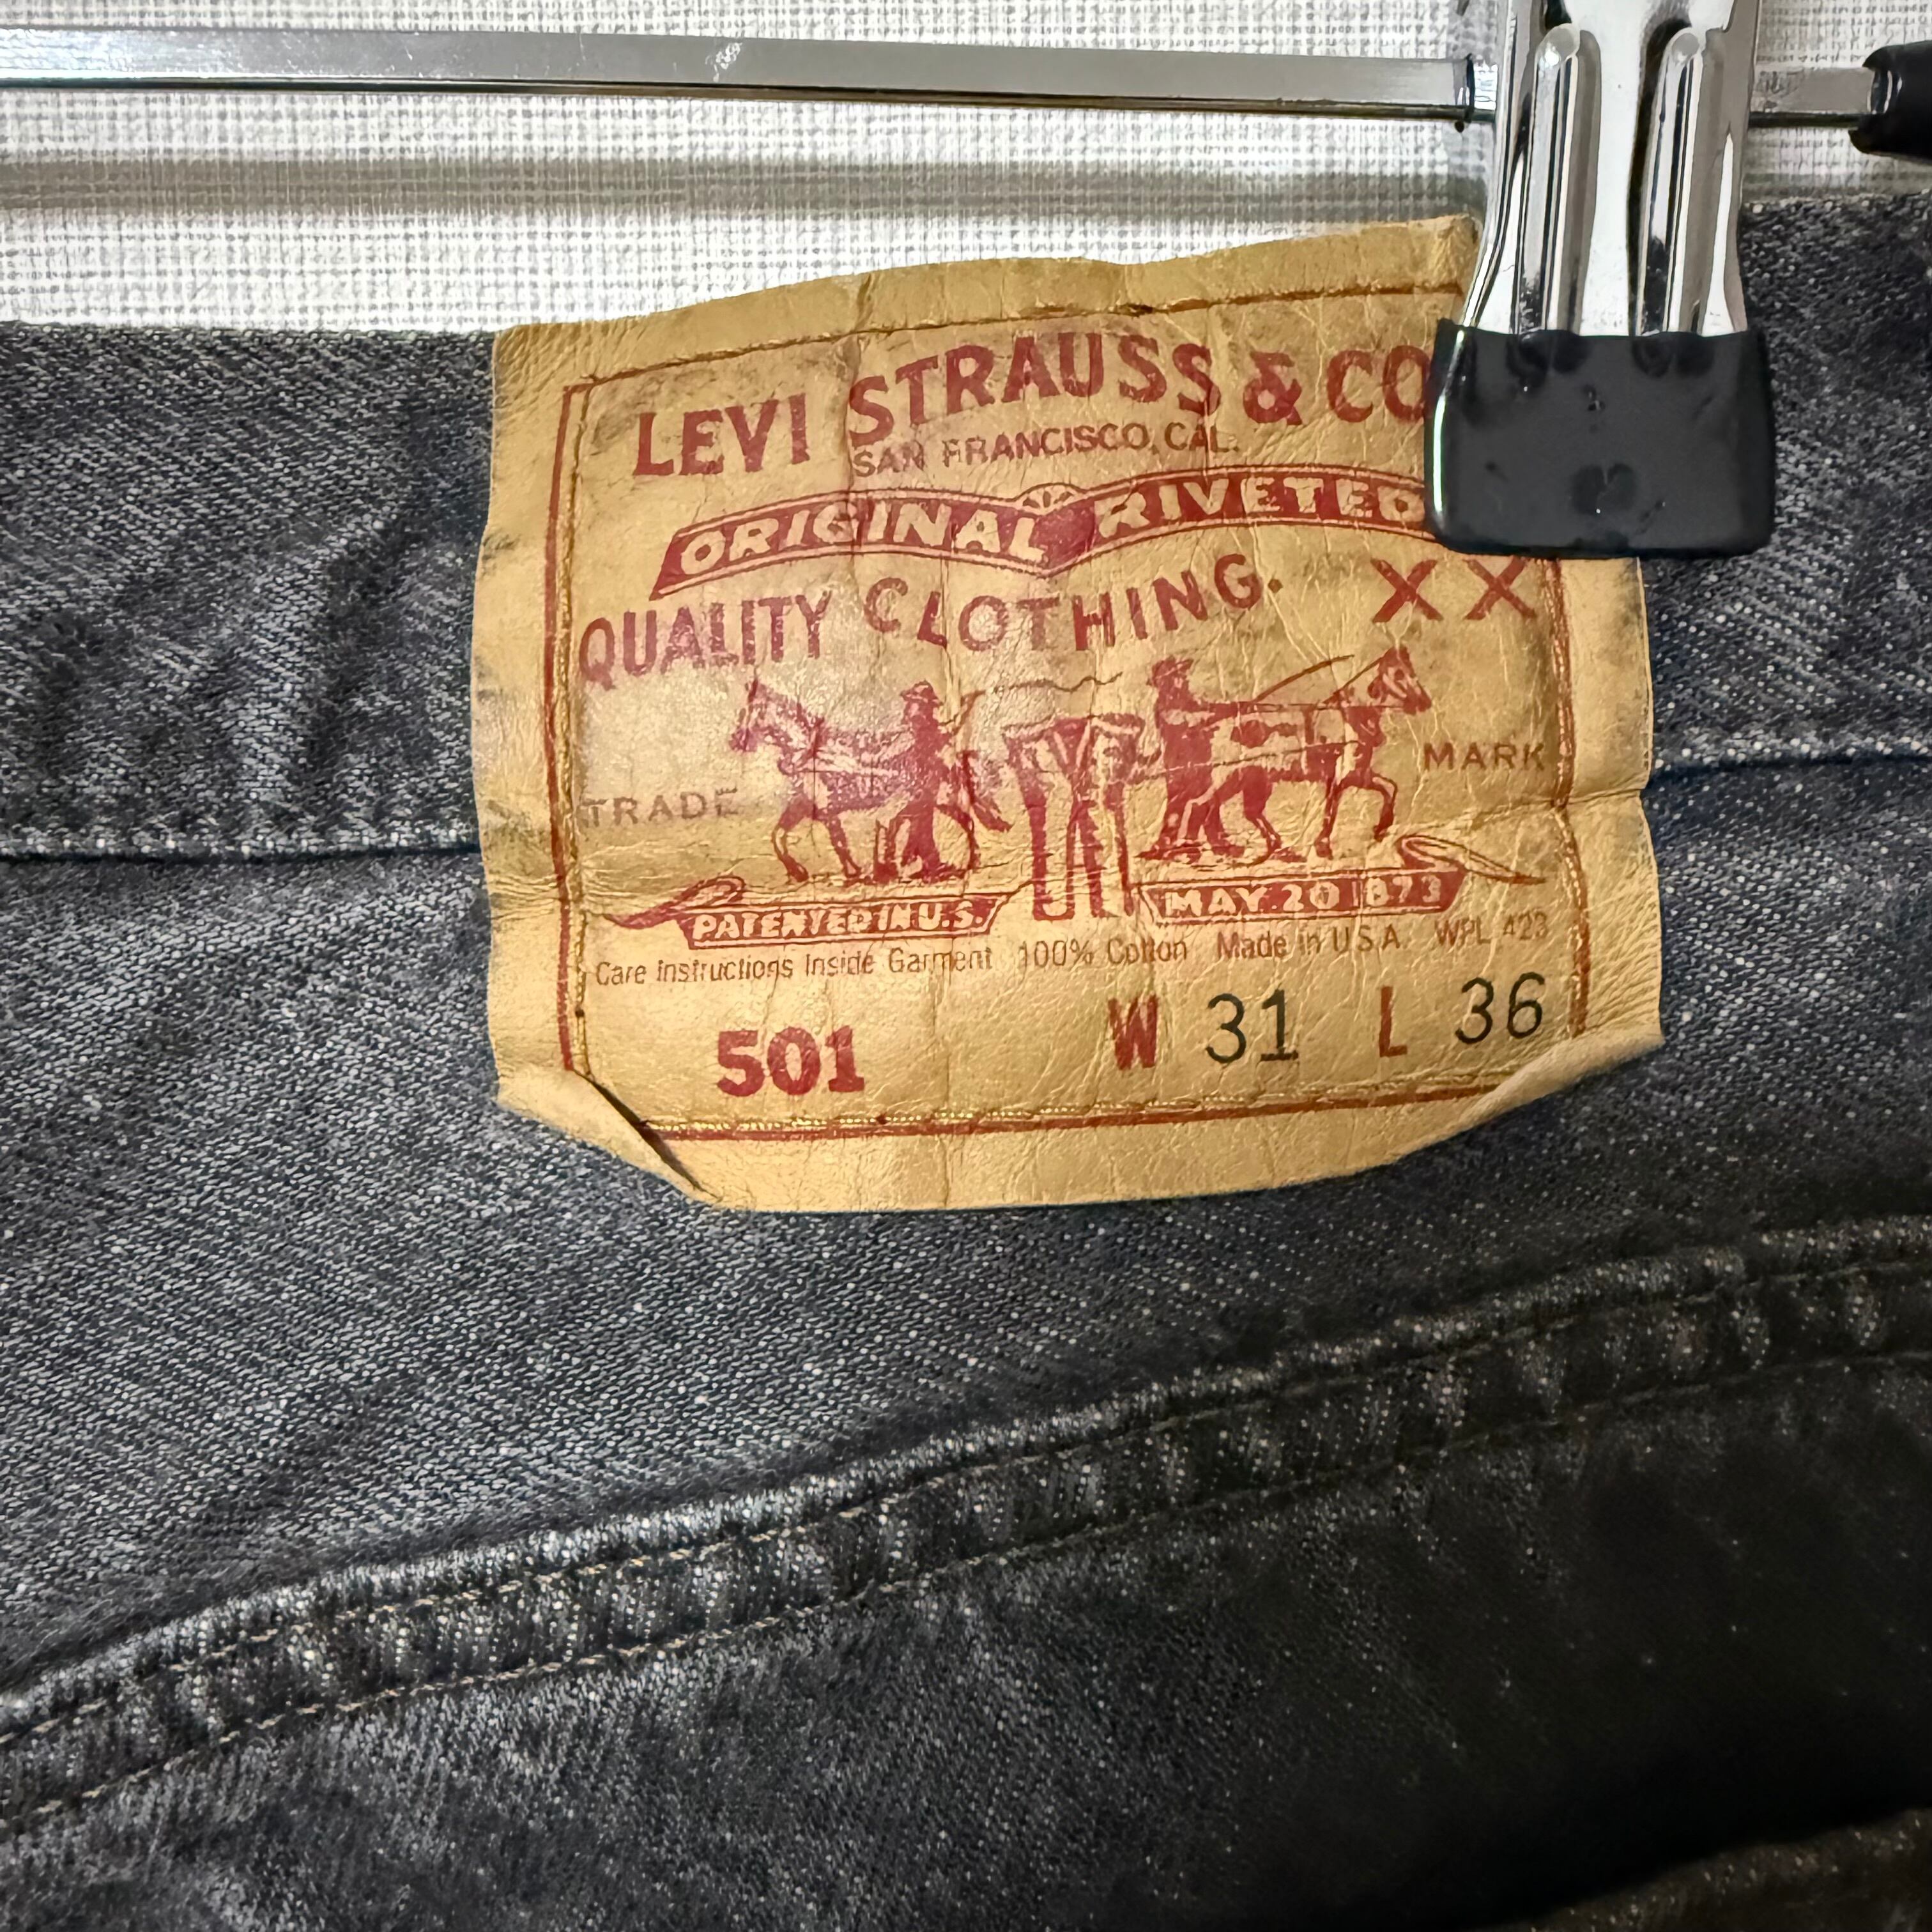 LEVI STRAUSS & CO
SAN FRANCISCO, CAL.
ORIGINAL RIVETED
QUALITY CLOTHING. XX
TRADE MARK
PATENTED IN U.S. MAY 20 1873
Care Instructions Inside Garment 100% Cotton Made in U.S.A. WPL 423
501 W 31 L 36